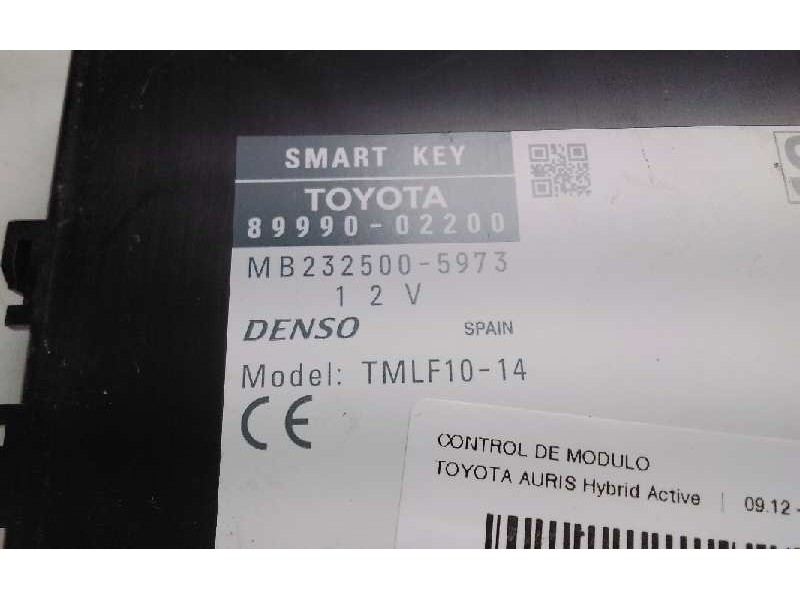 SMART KEY
TOYOTA
89990-02200
MB232500-5973
12V
DENSO SPAIN
Model: TMLF10-14
CE
CONTROL DE MODULO
TOYOTA AURIS Hybrid Active | 09.12 -